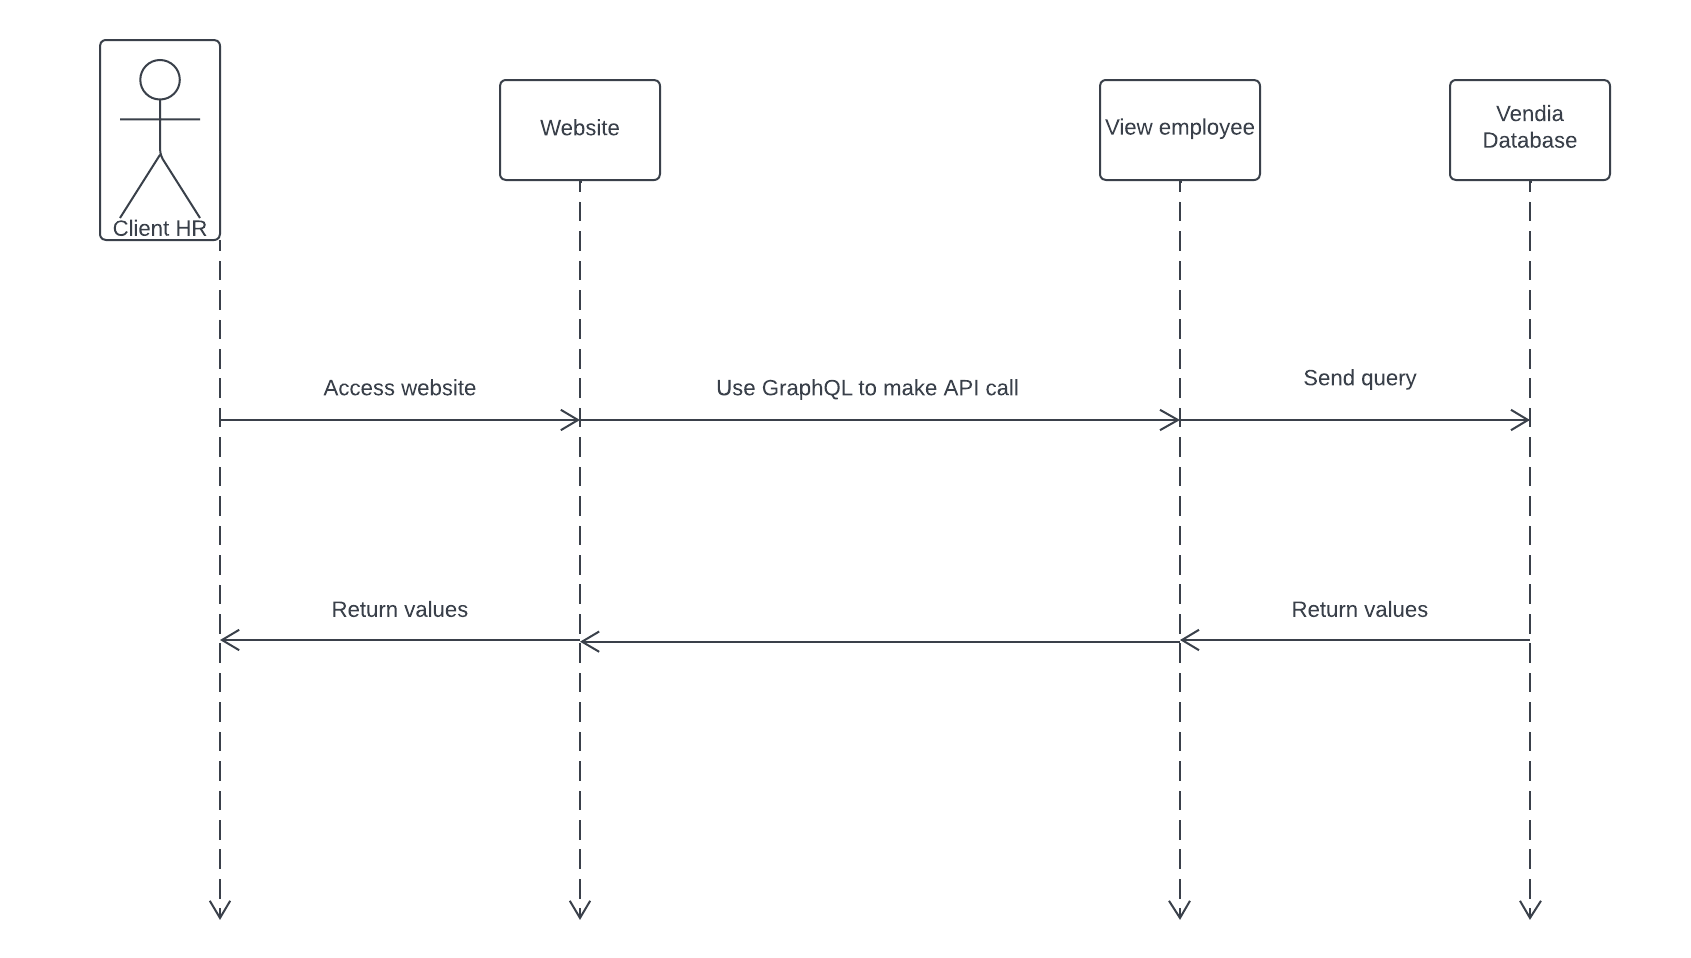 Client HR
Website
View employee
Vendia
Database
Access website
Use GraphQL to make API call
Send query
Return values
Return values